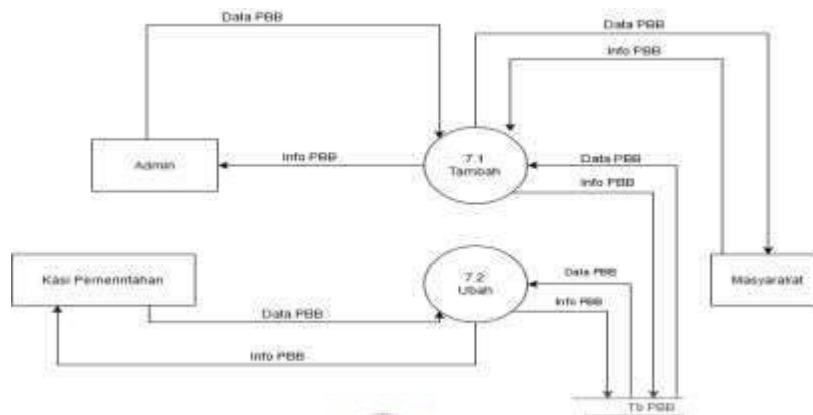 Data PBB
Data PBB
Info PBB
Admin
Info PBB
7.1
Tambah
Data PBB
Info PBB
Kasi Pemerintahan
7.2
Ubah
Data PBB
Masyarakat
Info PBB
Data PBB
Info PBB
Tb PBB